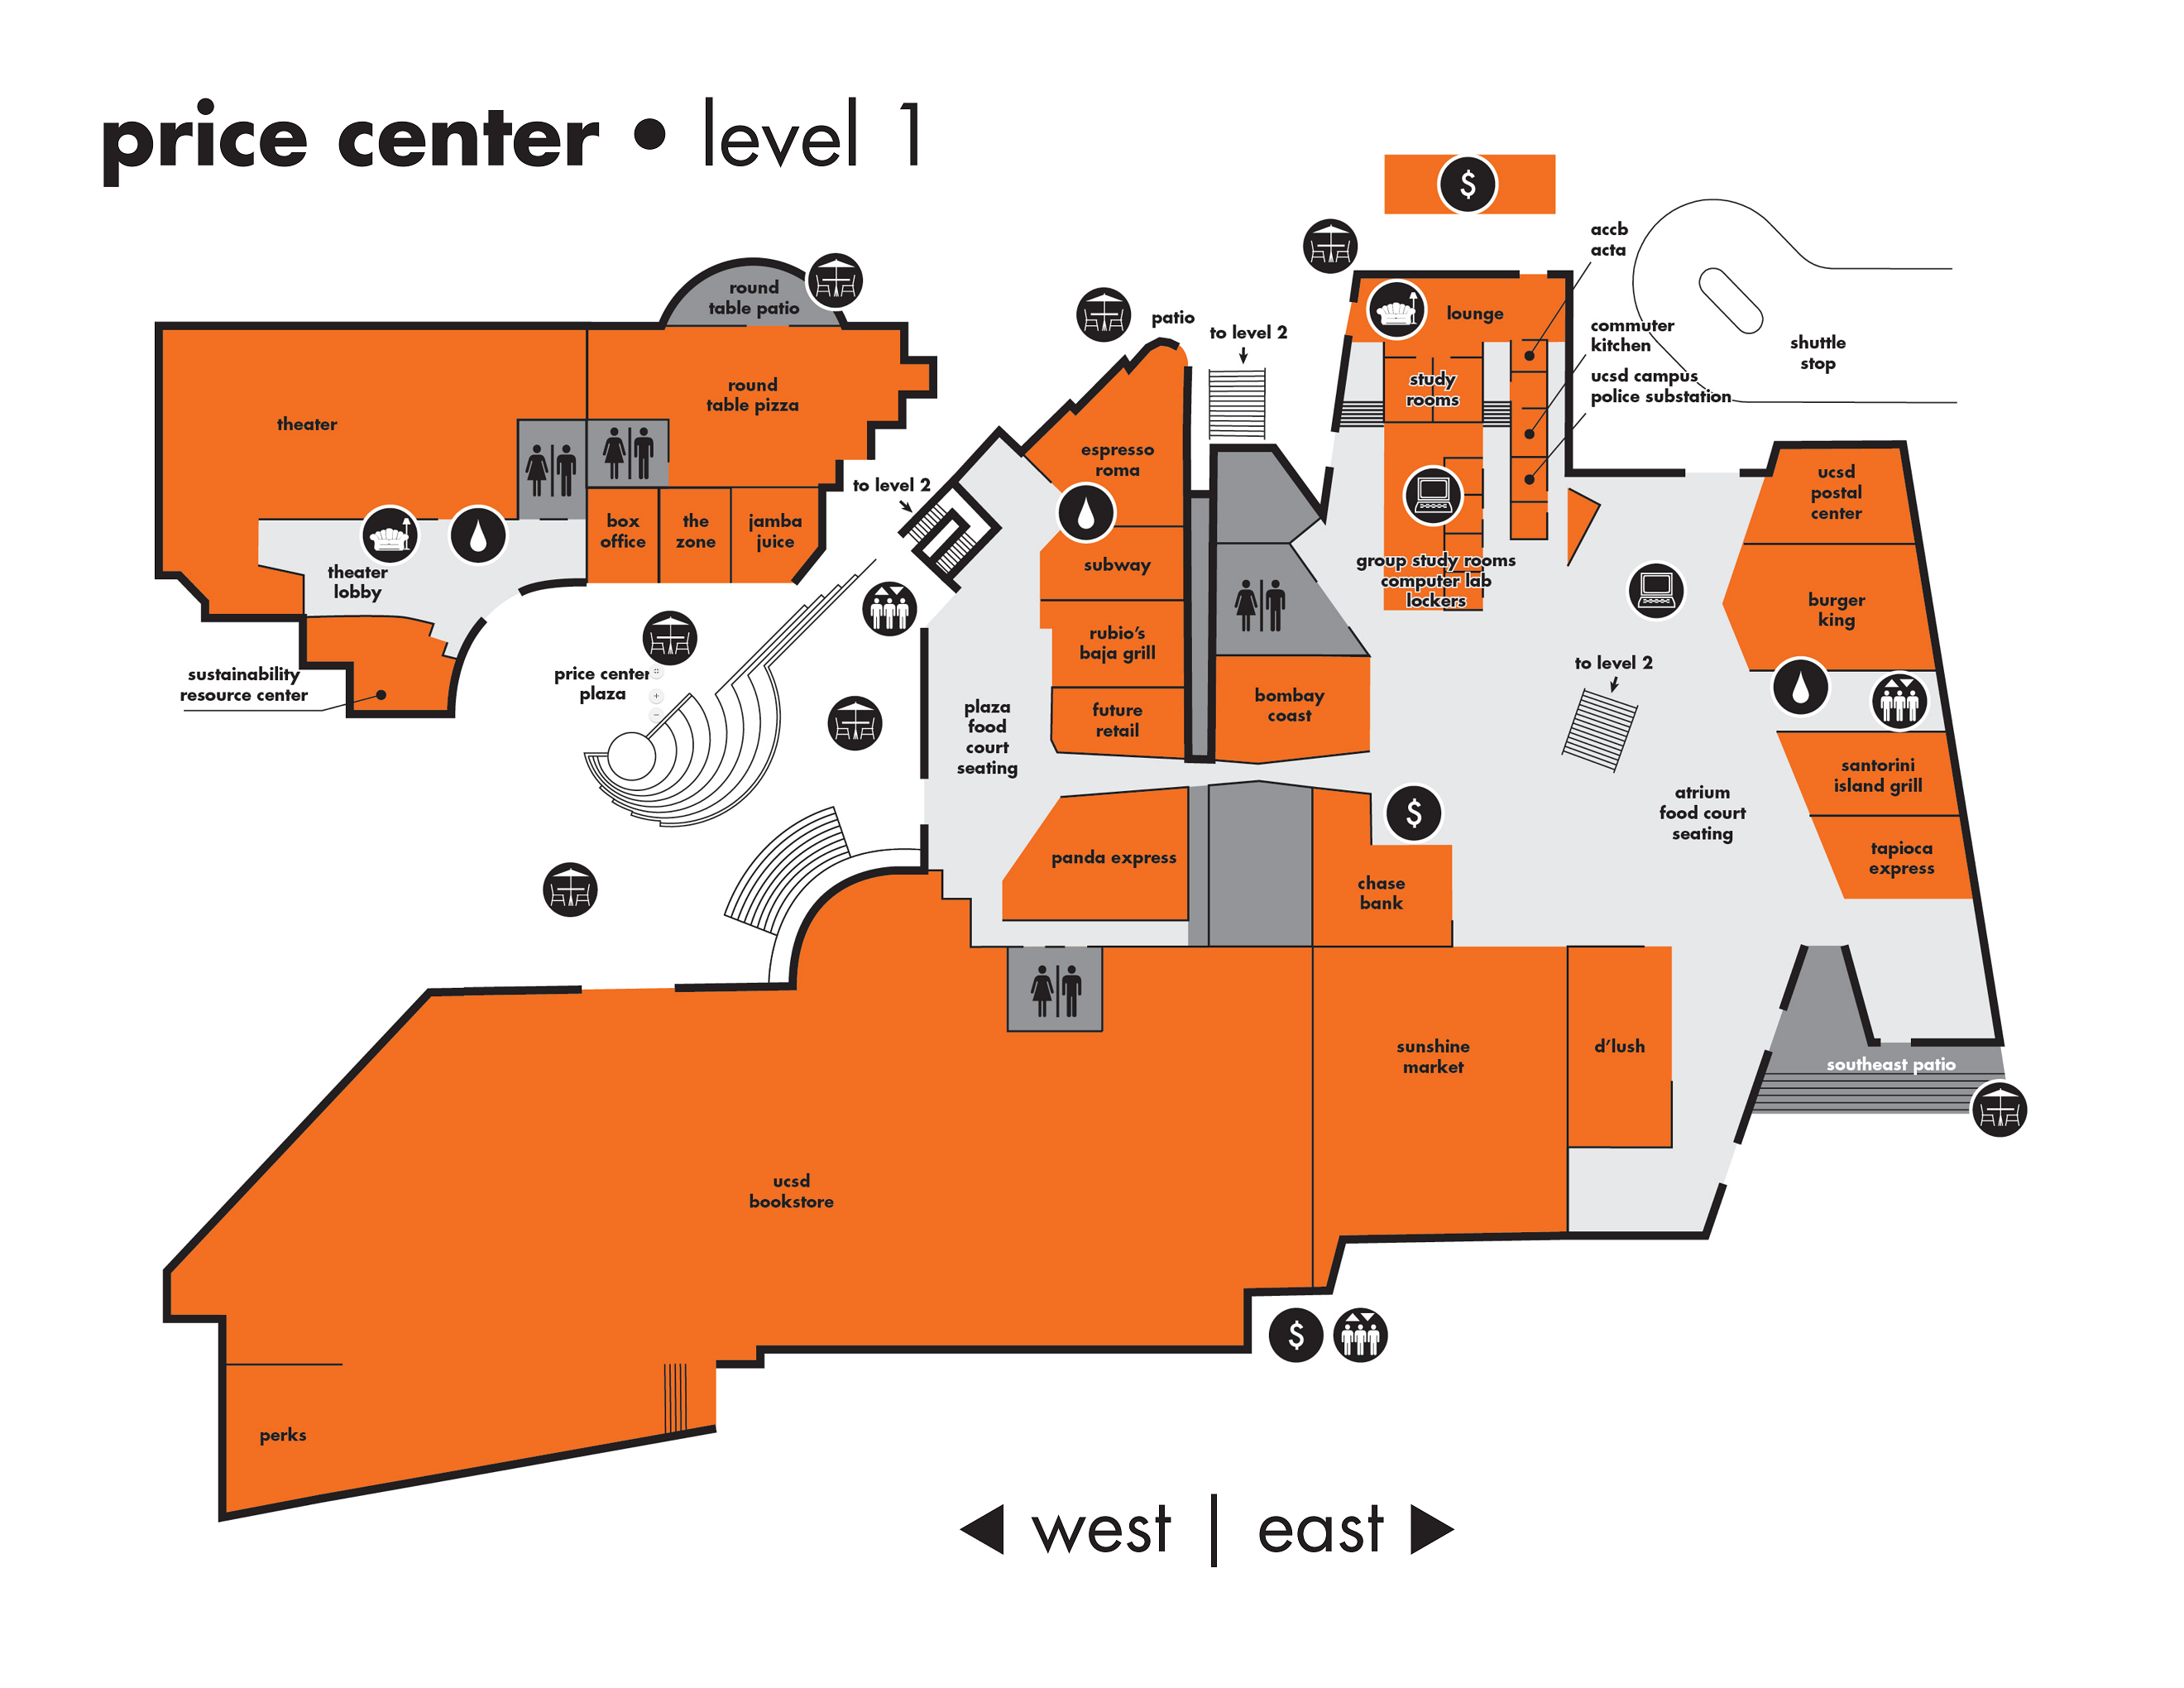 price center • level 1
$
accb
acta
round
table patio
patio
to level 2
lounge
commuter
kitchen
shuttle
stop
ucsd campus
police substation
theater
round
table pizza
study
rooms
espresso
roma
to level 2
ucsd
postal
center
box
office
the
zone
jamba
juice
subway
group study rooms
computer lab
lockers
theater
lobby
burger
king
rubio's
baja grill
sustainability
resource center
price center
plaza
to level 2
bombay
coast
future
retail
plaza
food
court
seating
santorini
island grill
atrium
food court
seating
$
panda express
chase
bank
tapioca
express
sunshine
market
d'lush
southeast patio
ucsd
bookstore
$
perks
west | east